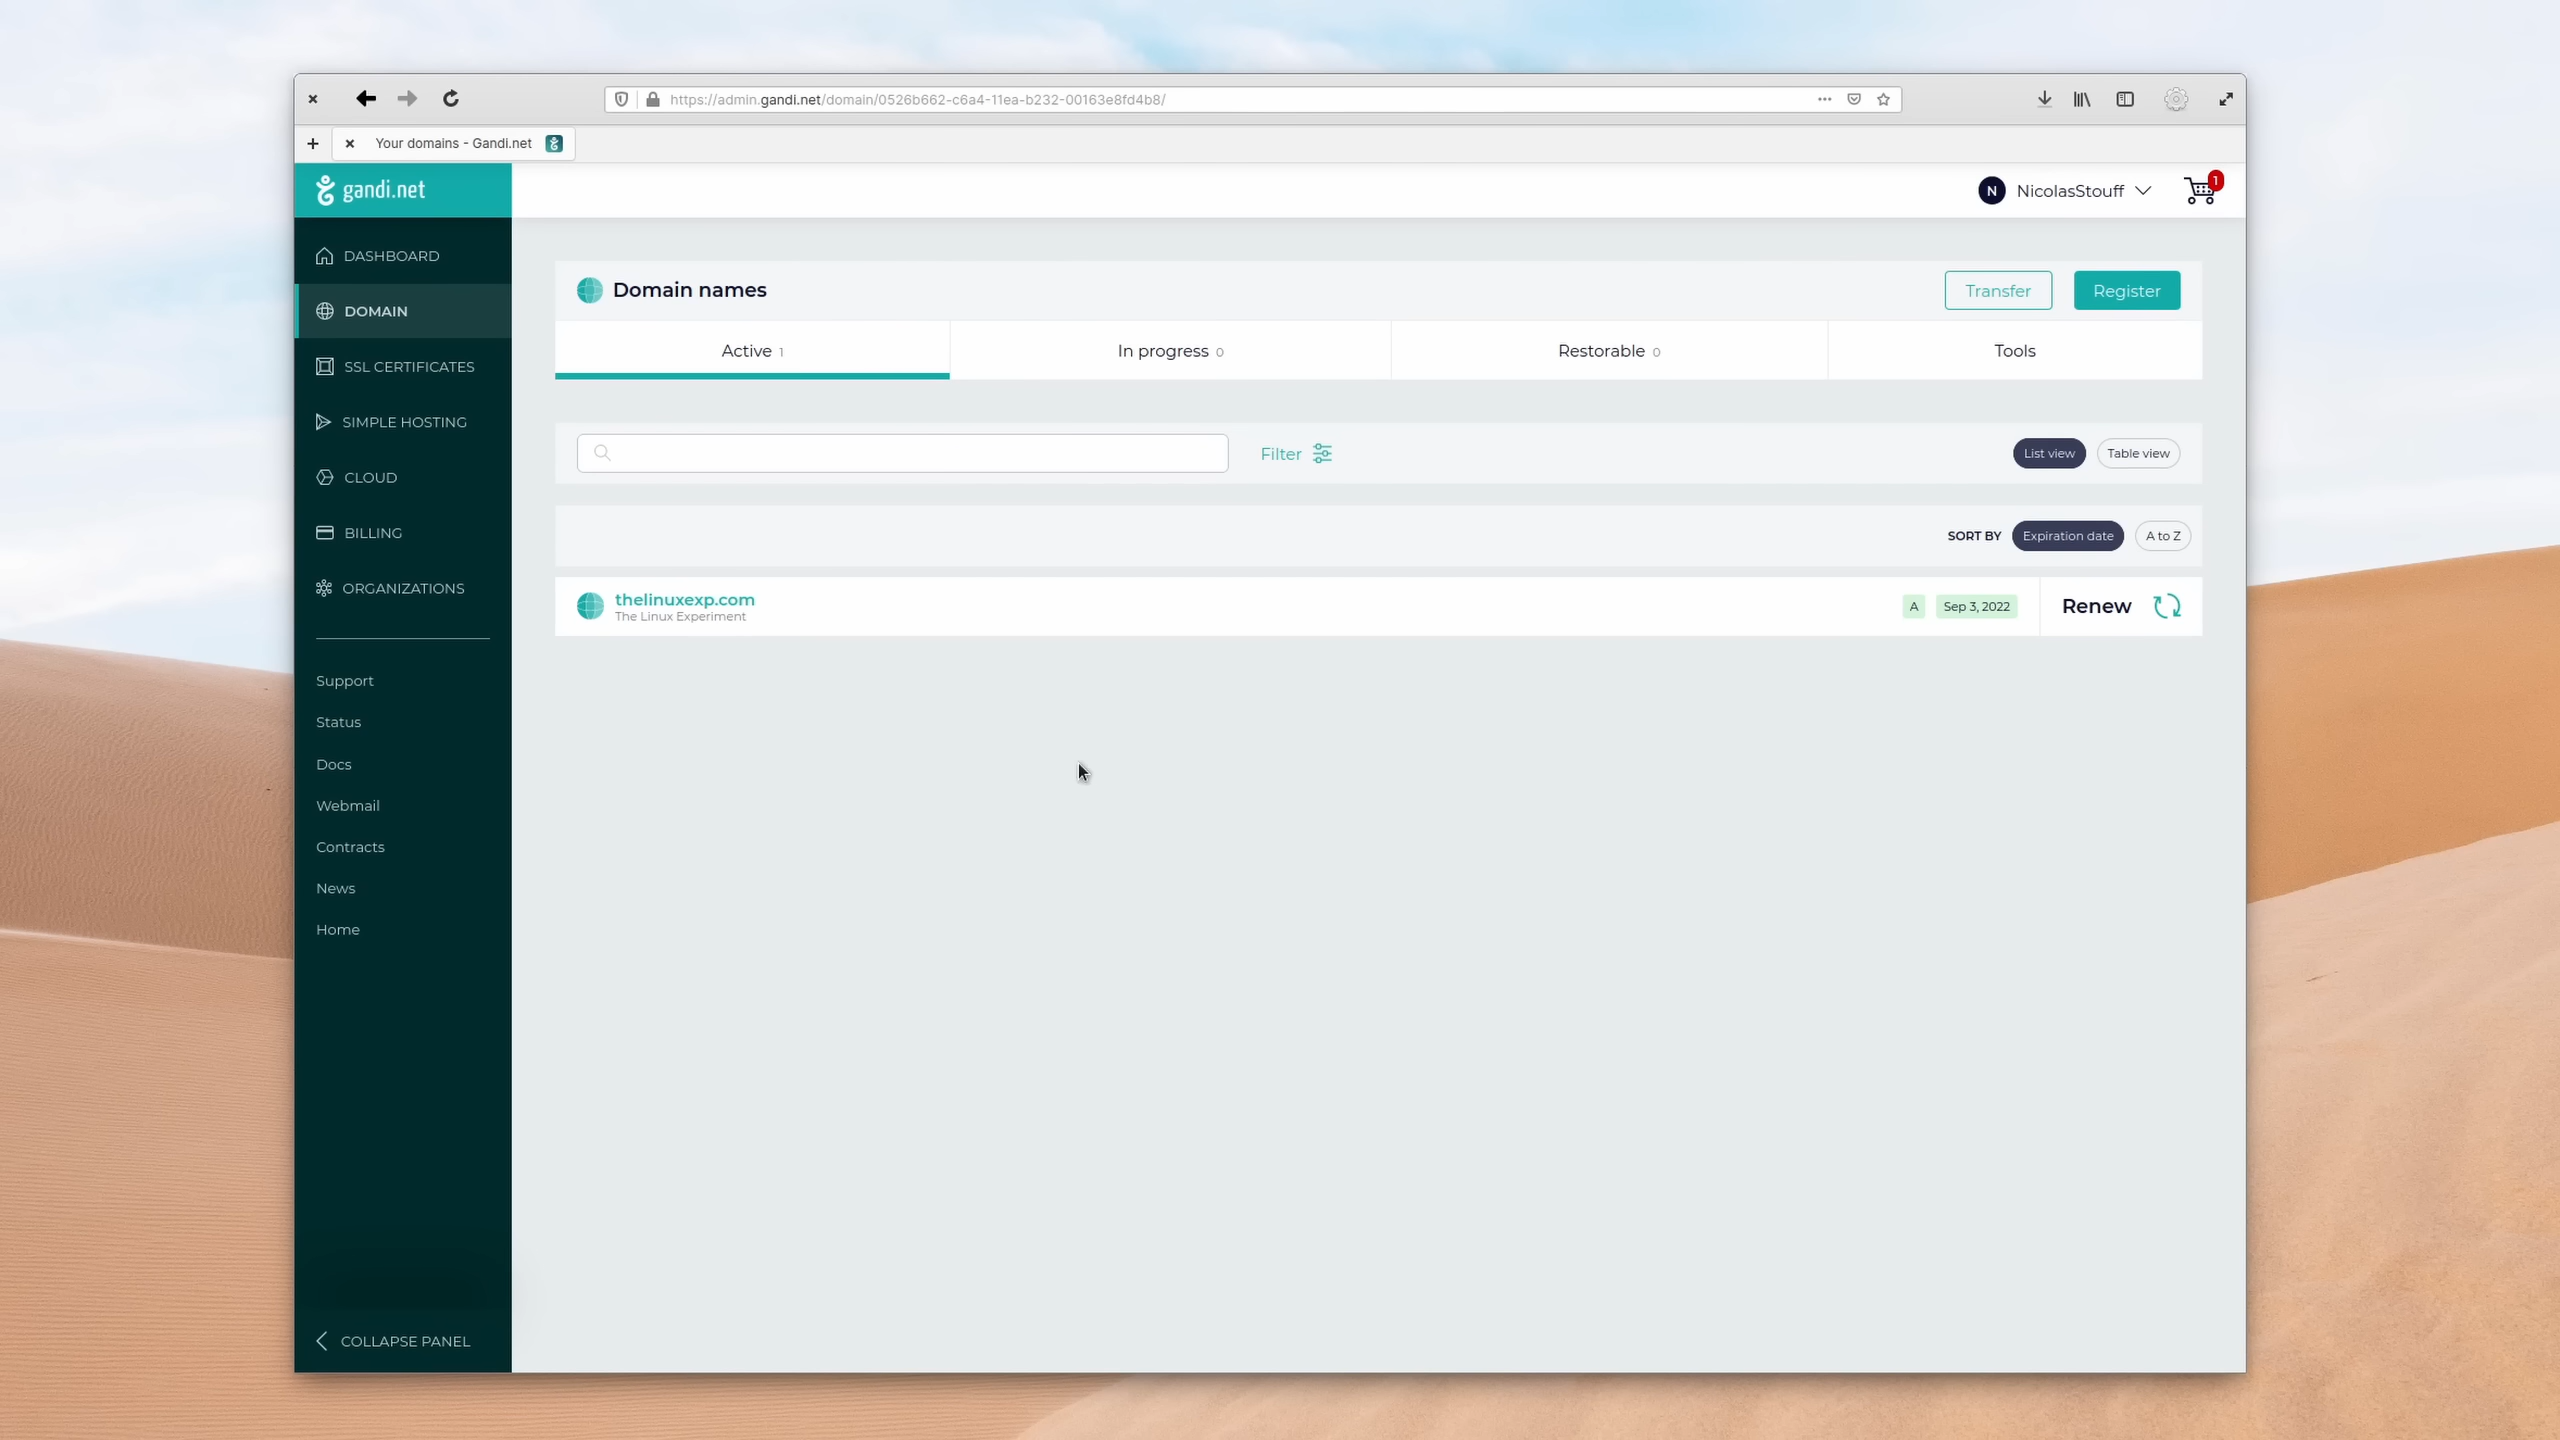 https://admin.gandi.net/domain/0526b662-c6a4-11ea-b232-00163e8fd4b8/
Your domains - Gandi.net
gandi.net
N NicolasStouff 1
DASHBOARD
DOMAIN
SSL CERTIFICATES
SIMPLE HOSTING
CLOUD
BILLING
ORGANIZATIONS
Support
Status
Docs
Webmail
Contracts
News
Home
COLLAPSE PANEL
Domain names
Transfer Register
Active 1 In progress 0 Restorable 0 Tools
Filter List view Table view
SORT BY Expiration date A to Z
thelinuxexp.com
The Linux Experiment
A Sep 3, 2022 Renew